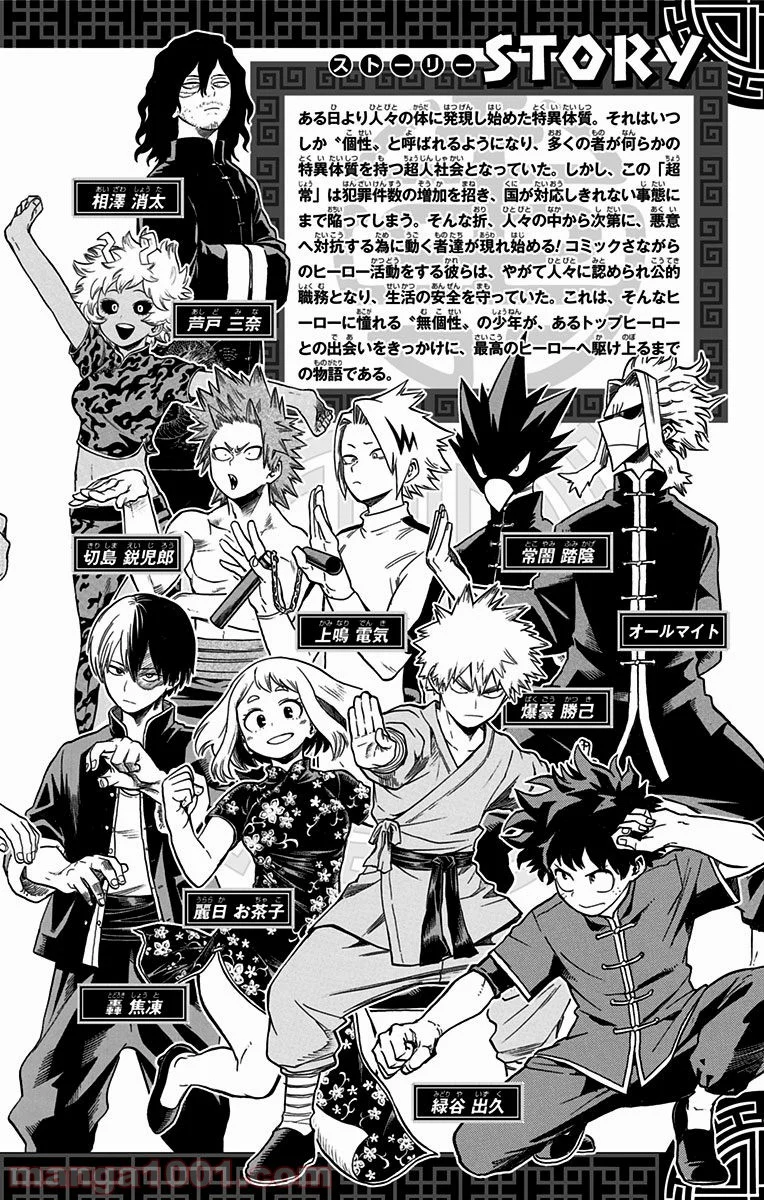 ストーリー STORY
ある日より人々の体に発現し始めた特異体質。それはいつ
しか〝個性〟と呼ばれるようになり、多くの者が何らかの
特異体質を持つ超人社会となっていた。しかし、この「超
常」は犯罪件数の増加を招き、国が対応しきれない事態に
まで陥ってしまう。そんな折、人々の中から次第に、悪意
へ対抗する為に動く者達が現れ始める!コミックさながら
のヒーロー活動をする彼らは、やがて人々に認められ公的
職務となり、生活の安全を守っていた。これは、そんなヒ
ーローに憧れる〝無個性〟の少年が、あるトップヒーロー
との出会いをきっかけに、最高のヒーローへ駆け上るまで
の物語である。
相澤 消太
芦戸 三奈
切島 鋭児郎
上鳴 電気
常闇 踏陰
オールマイト
爆豪 勝己
麗日 お茶子
轟 焦凍
緑谷 出久
manga1001.com